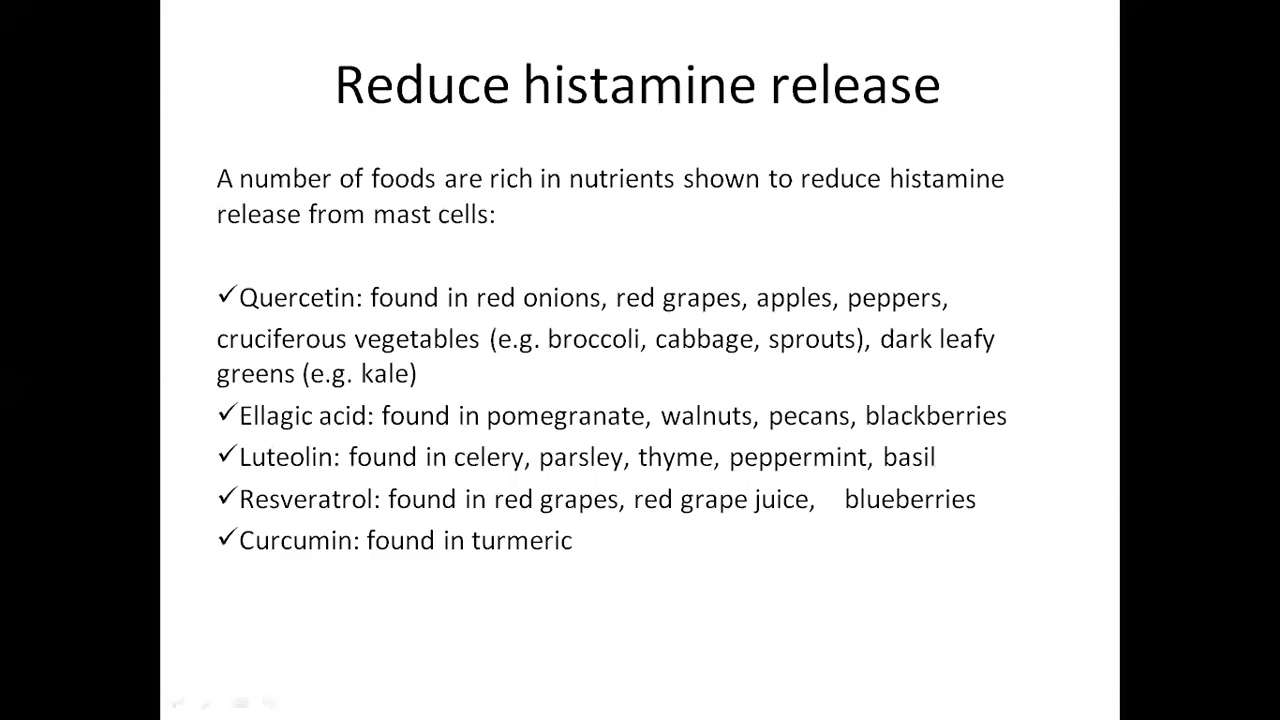 Reduce histamine release
A number of foods are rich in nutrients shown to reduce histamine
release from mast cells:
✓Quercetin: found in red onions, red grapes, apples, peppers,
cruciferous vegetables (e.g. broccoli, cabbage, sprouts), dark leafy
greens (e.g. kale)
✓Ellagic acid: found in pomegranate, walnuts, pecans, blackberries
✓Luteolin: found in celery, parsley, thyme, peppermint, basil
✓Resveratrol: found in red grapes, red grape juice, blueberries
✓Curcumin: found in turmeric